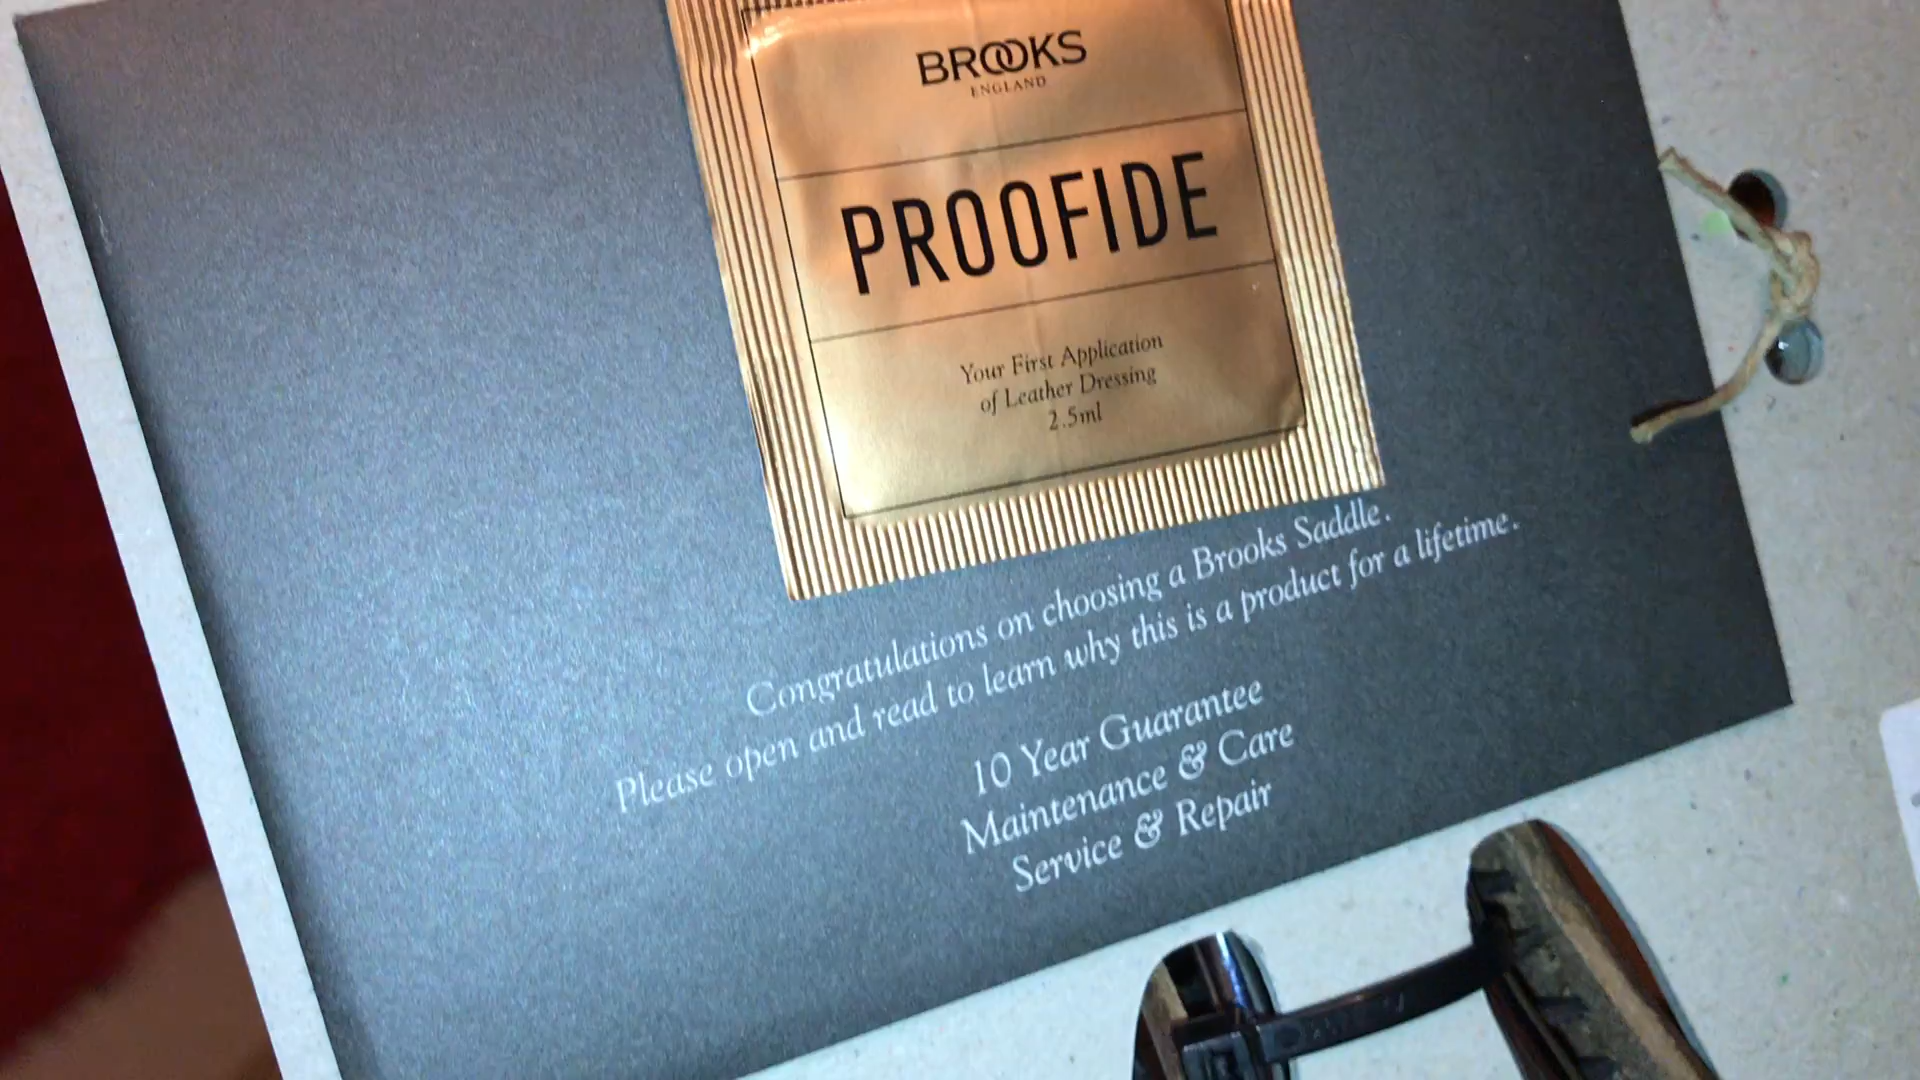 BROOKS
ENGLAND
PROOFIDE
Your First Application
of Leather Dressing
2.5ml
Congratulations on choosing a Brooks Saddle.
Please open and read to learn why this is a product for a lifetime.
10 Year Guarantee
Maintenance & Care
Service & Repair